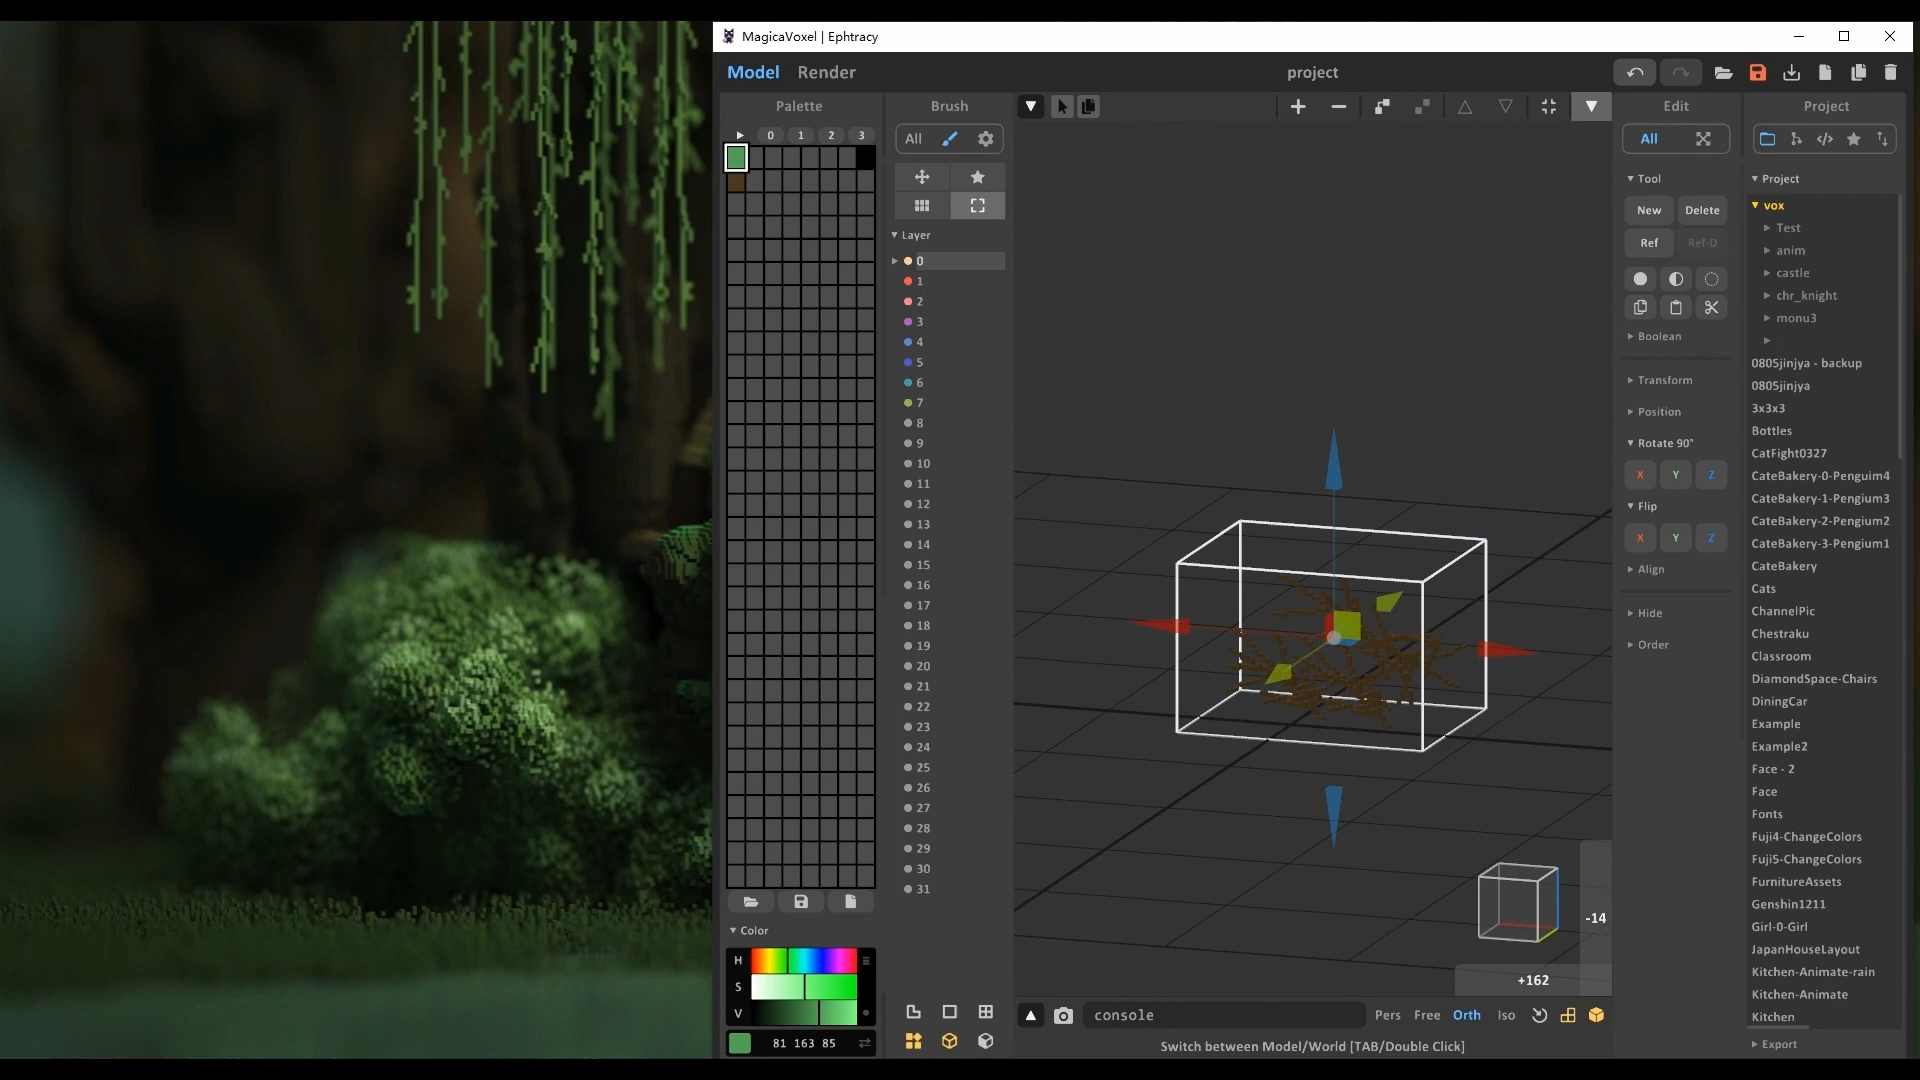 MagicaVoxel | Ephtracy
Model Render
project
Palette
0 1 2 3
Color
H
S
V
81 163 85
Brush
All
Layer
0
1
2
3
4
5
6
7
8
9
10
11
12
13
14
15
16
17
18
19
20
21
22
23
24
25
26
27
28
29
30
31
-14
+162
console
Pers Free Orth Iso
Switch between Model/World [TAB/Double Click]
Edit
All
Tool
New Delete
Ref Ref-D
Boolean
Transform
Position
Rotate 90°
X Y Z
Flip
X Y Z
Align
Hide
Order
Project
Project
vox
Test
anim
castle
chr_knight
monu3
0805jinjya - backup
0805jinjya
3x3x3
Bottles
CatFight0327
CateBakery-0-Penguim4
CateBakery-1-Pengium3
CateBakery-2-Pengium2
CateBakery-3-Pengium1
CateBakery
Cats
ChannelPic
Chestraku
Classroom
DiamondSpace-Chairs
DiningCar
Example
Example2
Face - 2
Face
Fonts
Fuji4-ChangeColors
Fuji5-ChangeColors
FurnitureAssets
Genshin1211
Girl-0-Girl
JapanHouseLayout
Kitchen-Animate-rain
Kitchen-Animate
Kitchen
Export